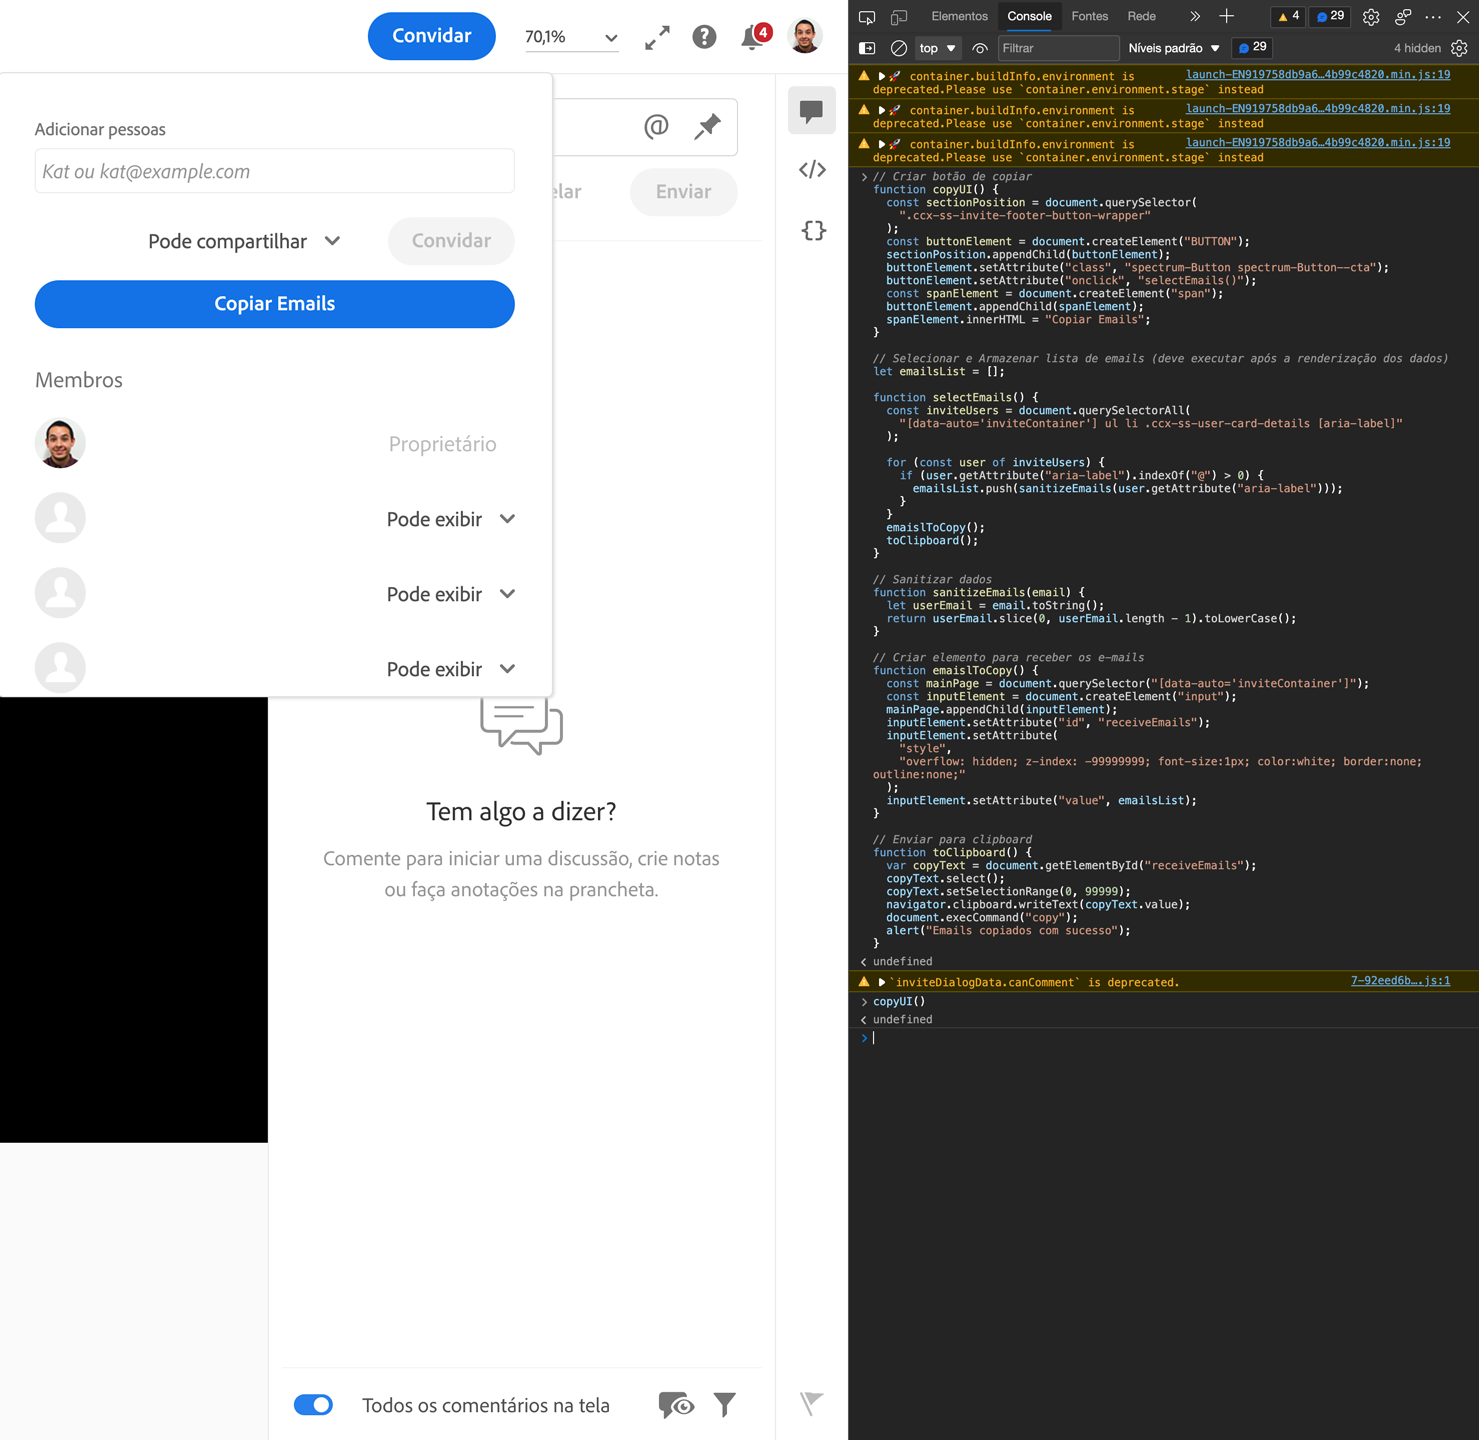 Convidar
70,1%
4
Adicionar pessoas
Kat ou kat@example.com
@
elar
Enviar
Pode compartilhar
Convidar
Copiar Emails
Membros
Proprietário
Pode exibir
Pode exibir
Pode exibir
Tem algo a dizer?
Comente para iniciar uma discussão, crie notas
ou faça anotações na prancheta.
Todos os comentários na tela
Elementos
Console
Fontes
Rede
4
29
top
Filtrar
Níveis padrão
29
4 hidden
container.buildInfo.environment is launch-EN919758db9a6…4b99c4820.min.js:19
deprecated.Please use `container.environment.stage` instead
container.buildInfo.environment is launch-EN919758db9a6…4b99c4820.min.js:19
deprecated.Please use `container.environment.stage` instead
container.buildInfo.environment is launch-EN919758db9a6…4b99c4820.min.js:19
deprecated.Please use `container.environment.stage` instead
// Criar botão de copiar
function copyUI() {
const sectionPosition = document.querySelector(
".ccx-ss-invite-footer-button-wrapper"
);
const buttonElement = document.createElement("BUTTON");
sectionPosition.appendChild(buttonElement);
buttonElement.setAttribute("class", "spectrum-Button spectrum-Button--cta");
buttonElement.setAttribute("onclick", "selectEmails()");
const spanElement = document.createElement("span");
buttonElement.appendChild(spanElement);
spanElement.innerHTML = "Copiar Emails";
}
// Selecionar e Armazenar lista de emails (deve executar após a renderização dos dados)
let emailsList = [];
function selectEmails() {
const inviteUsers = document.querySelectorAll(
"[data-auto='inviteContainer'] ul li .ccx-ss-user-card-details [aria-label]"
);
for (const user of inviteUsers) {
if (user.getAttribute("aria-label").indexOf("@") > 0) {
emailsList.push(sanitizeEmails(user.getAttribute("aria-label")));
}
}
emaislToCopy();
toClipboard();
}
// Sanitizar dados
function sanitizeEmails(email) {
let userEmail = email.toString();
return userEmail.slice(0, userEmail.length - 1).toLowerCase();
}
// Criar elemento para receber os e-mails
function emaislToCopy() {
const mainPage = document.querySelector("[data-auto='inviteContainer']");
const inputElement = document.createElement("input");
mainPage.appendChild(inputElement);
inputElement.setAttribute("id", "receiveEmails");
inputElement.setAttribute(
"style",
"overflow: hidden; z-index: -99999999; font-size:1px; color:white; border:none;
outline:none;"
);
inputElement.setAttribute("value", emailsList);
}
// Enviar para clipboard
function toClipboard() {
var copyText = document.getElementById("receiveEmails");
copyText.select();
copyText.setSelectionRange(0, 99999);
navigator.clipboard.writeText(copyText.value);
document.execCommand("copy");
alert("Emails copiados com sucesso");
}
undefined
`inviteDialogData.canComment` is deprecated. 7-92eed6b….js:1
copyUI()
undefined